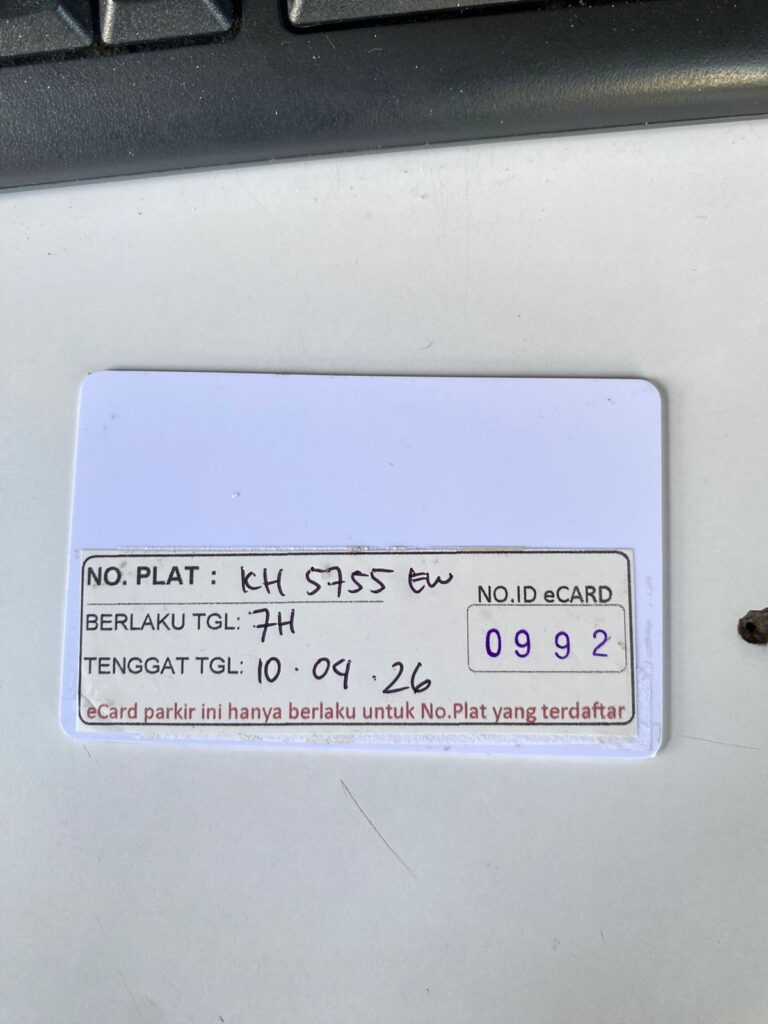 NO. PLAT : KH 5755 EW
NO.ID eCARD
BERLAKU TGL: 7H
0992
TENGGAT TGL: 10.04.26
eCard parkir ini hanya berlaku untuk No.Plat yang terdaftar